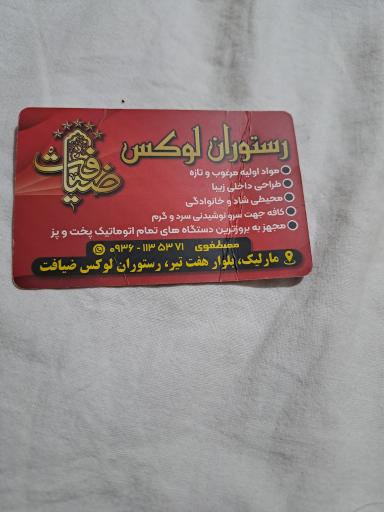 رستوران لوکس
ضیافت
مواد اولیه مرغوب و تازه
طراحی داخلی زیبا
محیطی شاد و خانوادگی
کافه جهت سرو نوشیدنی سرد و گرم
مجهز به بروزترین دستگاه های تمام اتوماتیک پخت و پز
مصطفوی ۰۹۳۶ - ۱۱۳ ۵۳ ۷۱
مارلیک، بلوار هفت تیر، رستوران لوکس ضیافت